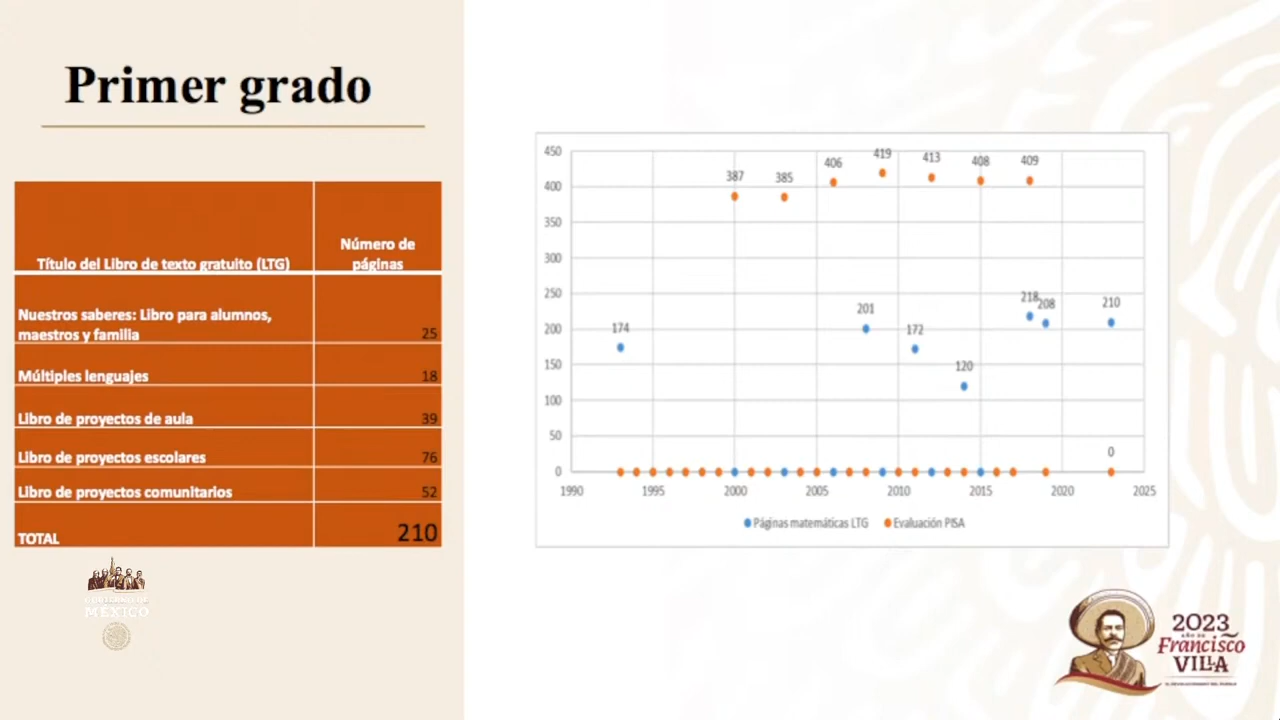 Primer grado
Título del Libro de texto gratuito (LTG)
Número de
páginas
Nuestros saberes: Libro para alumnos,
maestros y familia
25
Múltiples lenguajes
18
Libro de proyectos de aula
39
Libro de proyectos escolares
76
Libro de proyectos comunitarios
52
TOTAL
210
GOBIERNO DE
MÉXICO
450
400
350
300
250
200
150
100
50
0
387
385
406
419
413
408
409
174
201
172
120
218
208
210
0
1990
1995
2000
2005
2010
2015
2020
2025
Páginas matemáticas LTG
Evaluación PISA
2023
AÑO DE
Francisco
VILLA